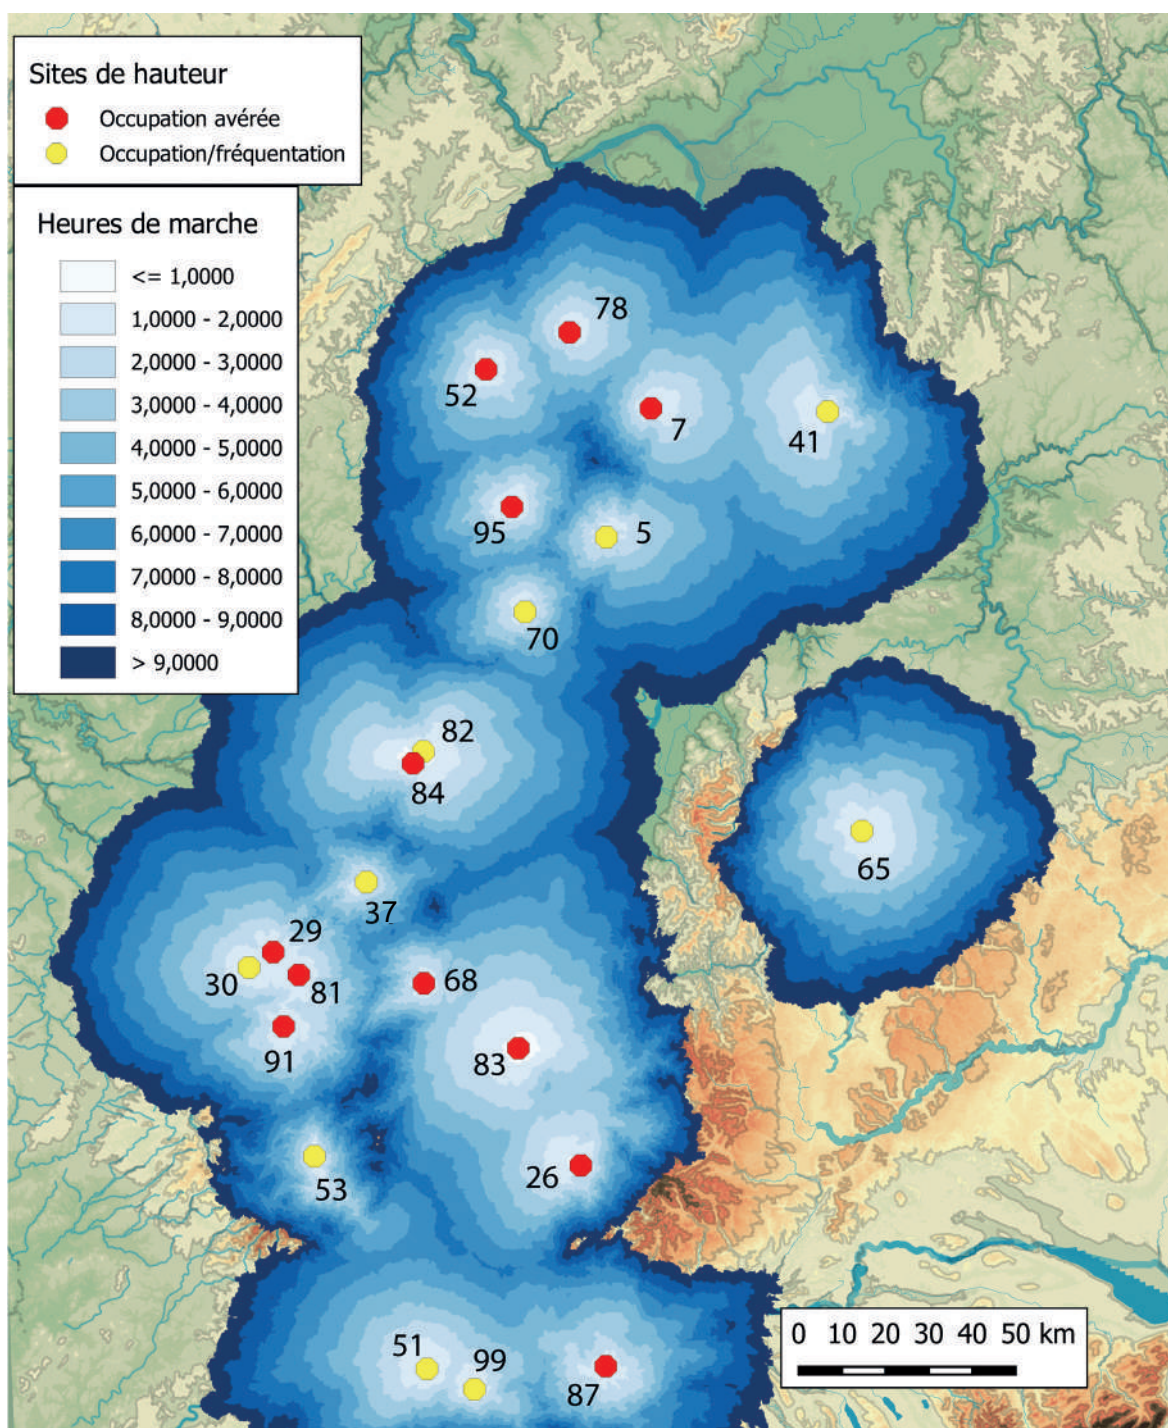 Sites de hauteur
Occupation avérée
Occupation/fréquentation
Heures de marche
<= 1,0000
1,0000 - 2,0000
2,0000 - 3,0000
3,0000 - 4,0000
4,0000 - 5,0000
5,0000 - 6,0000
6,0000 - 7,0000
7,0000 - 8,0000
8,0000 - 9,0000
> 9,0000
78
52
7
41
95
5
70
82
84
65
37
29
30
81
68
91
83
53
26
51
99
87
0 10 20 30 40 50 km